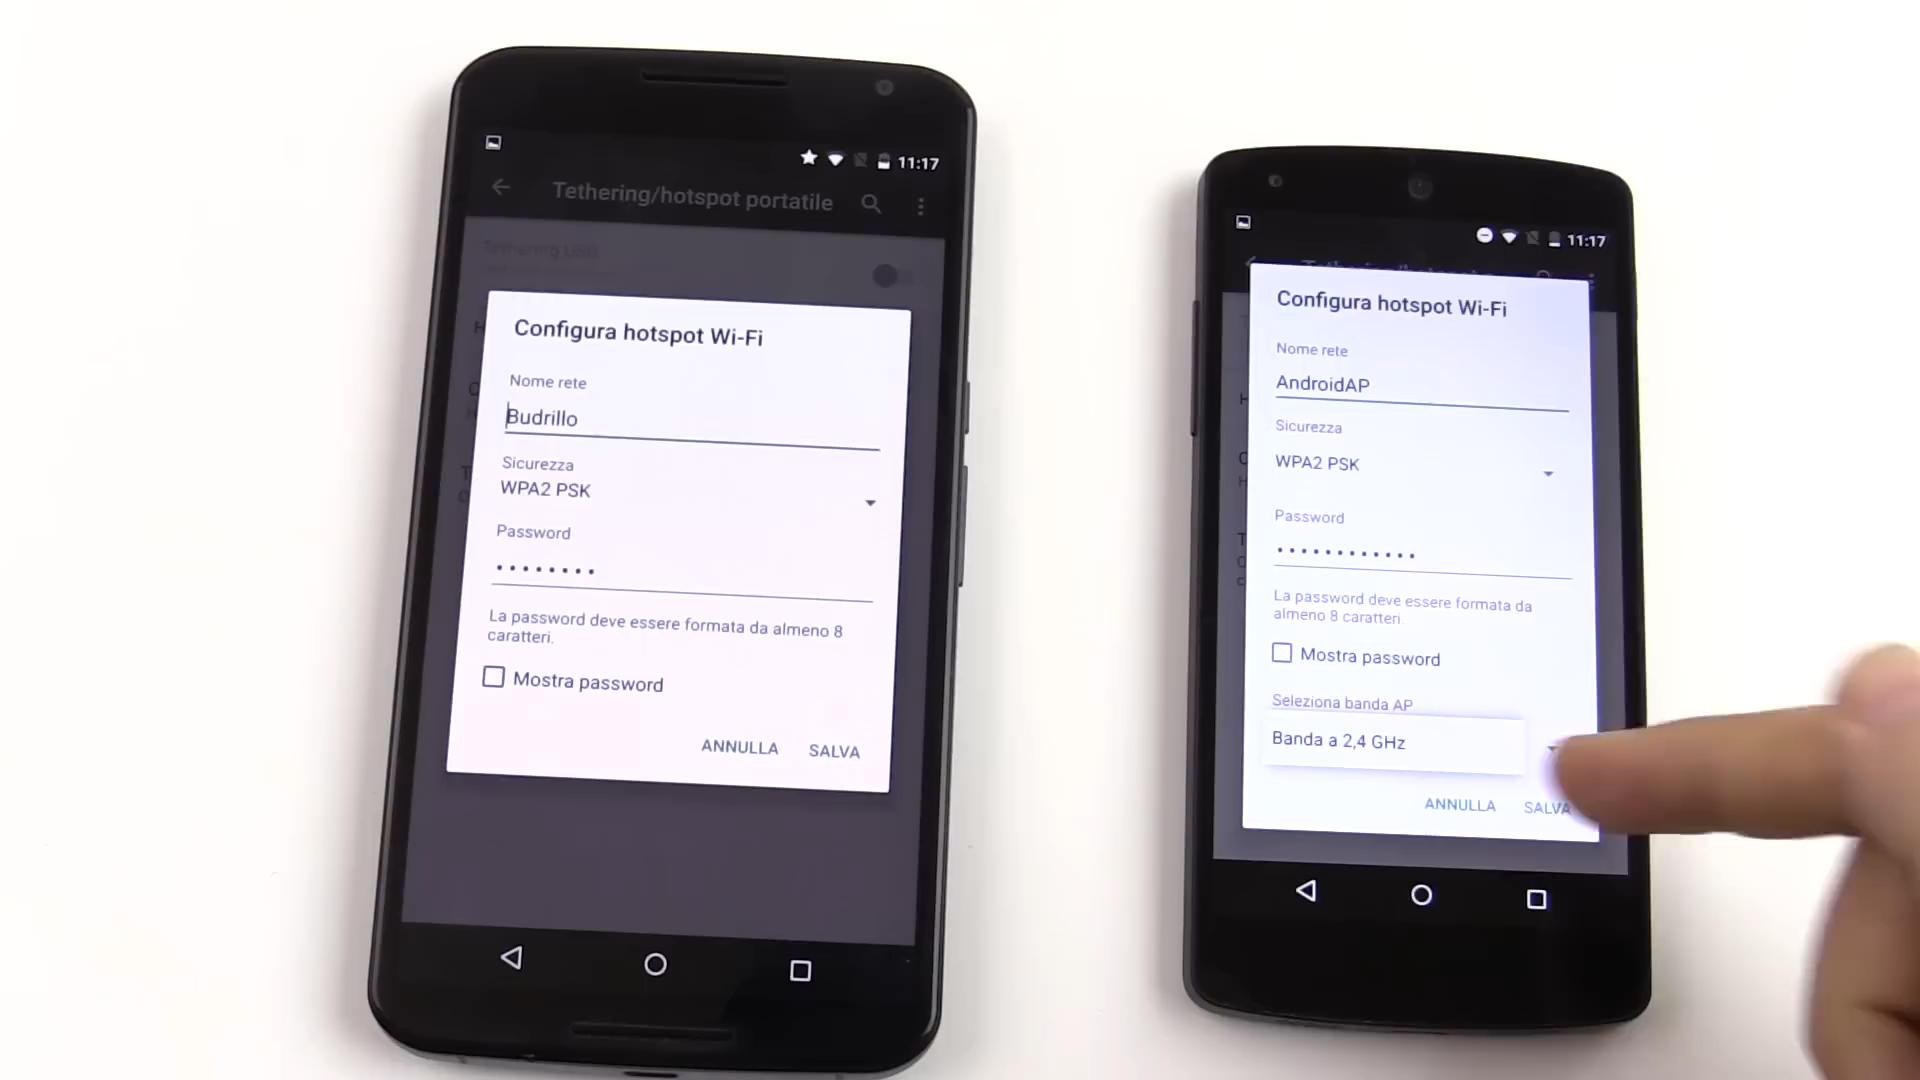 11:17
Tethering/hotspot portatile
Tethering USB
Configura hotspot Wi-Fi
Nome rete
Budrillo
Sicurezza
WPA2 PSK
Password
••••••••
La password deve essere formata da almeno 8
caratteri.
Mostra password
ANNULLA SALVA
11:17
Configura hotspot Wi-Fi
Nome rete
AndroidAP
Sicurezza
WPA2 PSK
Password
••••••••••••
La password deve essere formata da
almeno 8 caratteri.
Mostra password
Seleziona banda AP
Banda a 2,4 GHz
ANNULLA SALVA